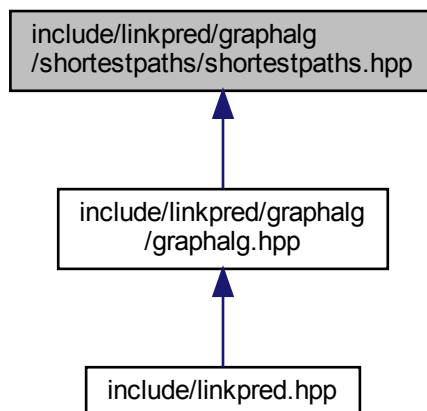 include/linkpred/graphalg
/shortestpaths/shortestpaths.hpp
include/linkpred/graphalg
/graphalg.hpp
include/linkpred.hpp